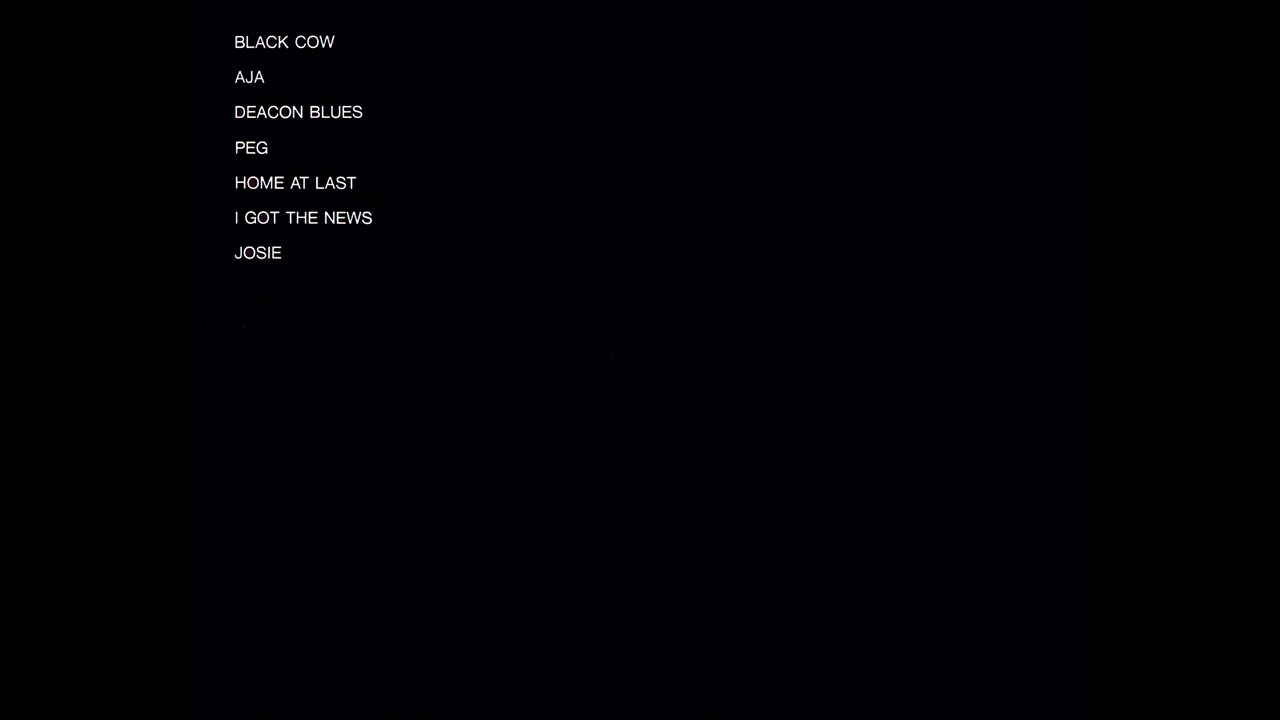 BLACK COW
AJA
DEACON BLUES
PEG
HOME AT LAST
I GOT THE NEWS
JOSIE